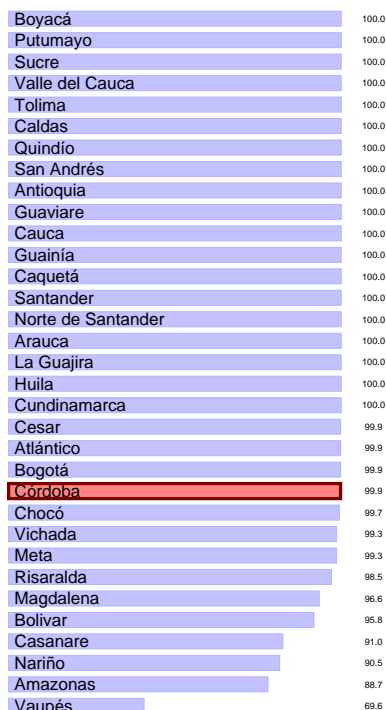 Boyacá 100.0
Putumayo 100.0
Sucre 100.0
Valle del Cauca 100.0
Tolima 100.0
Caldas 100.0
Quindío 100.0
San Andrés 100.0
Antioquia 100.0
Guaviare 100.0
Cauca 100.0
Guainía 100.0
Caquetá 100.0
Santander 100.0
Norte de Santander 100.0
Arauca 100.0
La Guajira 100.0
Huila 100.0
Cundinamarca 100.0
Cesar 99.9
Atlántico 99.9
Bogotá 99.9
Córdoba 99.9
Chocó 99.7
Vichada 99.3
Meta 99.3
Risaralda 98.5
Magdalena 96.6
Bolivar 95.8
Casanare 91.0
Nariño 90.5
Amazonas 88.7
Vaupés 69.6